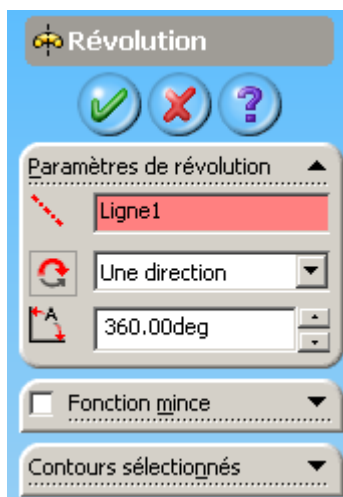 Révolution
?
Paramètres de révolution
Ligne1
Une direction
A
360.00deg
Fonction mince
Contours sélectionnés